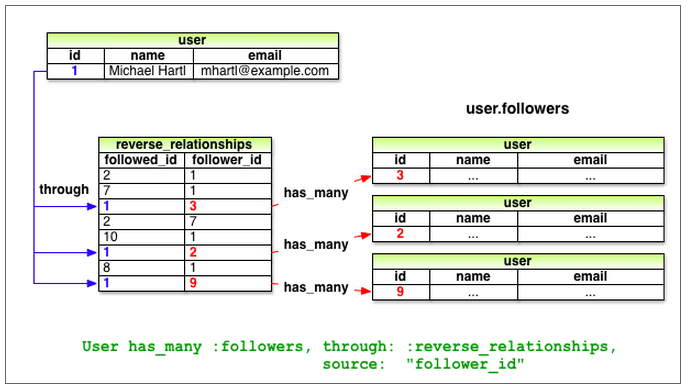 user
id name email
1 Michael Hartl mhartl@example.com
user.followers
reverse_relationships
followed_id follower_id
2 1
7 1
1 3
2 7
10 1
1 2
8 1
1 9
through
has_many
has_many
has_many
user
id name email
3 ... ...
user
id name email
2 ... ...
user
id name email
9 ... ...
User has_many :followers, through: :reverse_relationships,
source: "follower_id"